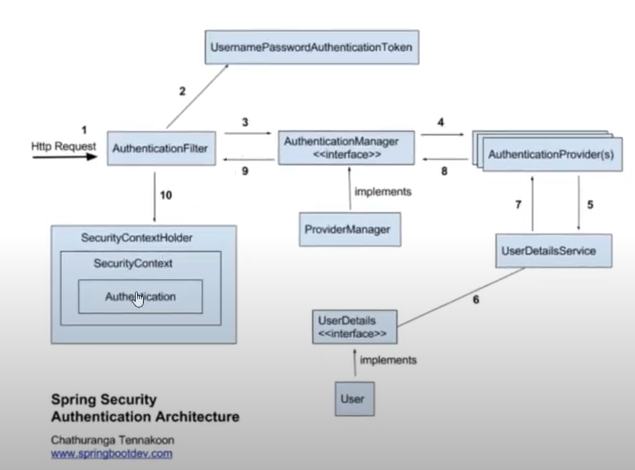 UsernamePasswordAuthenticationToken
2
1
Http Request
AuthenticationFilter
3
9
AuthenticationManager
<<interface>>
4
8
AuthenticationProvider(s)
10
implements
ProviderManager
7
5
UserDetailsService
SecurityContextHolder
SecurityContext
Authentication
6
UserDetails
<<interface>>
implements
User
Spring Security
Authentication Architecture
Chathuranga Tennakoon
www.springbootdev.com